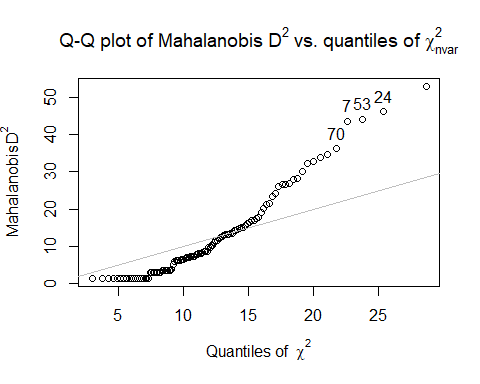 Q-Q plot of Mahalanobis D² vs. quantiles of χ²nvar
50
40
30
20
10
0
MahalanobisD²
7 53 24
70
5 10 15 20 25
Quantiles of χ²